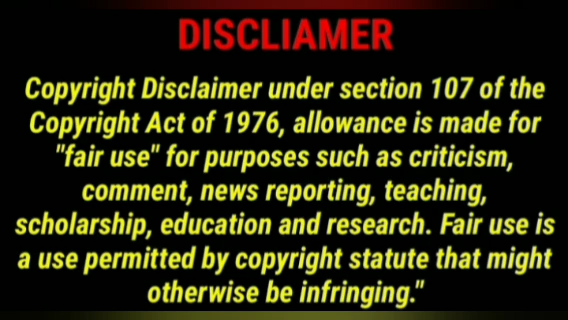 DISCLIAMER
Copyright Disclaimer under section 107 of the
Copyright Act of 1976, allowance is made for
"fair use" for purposes such as criticism,
comment, news reporting, teaching,
scholarship, education and research. Fair use is
a use permitted by copyright statute that might
otherwise be infringing."